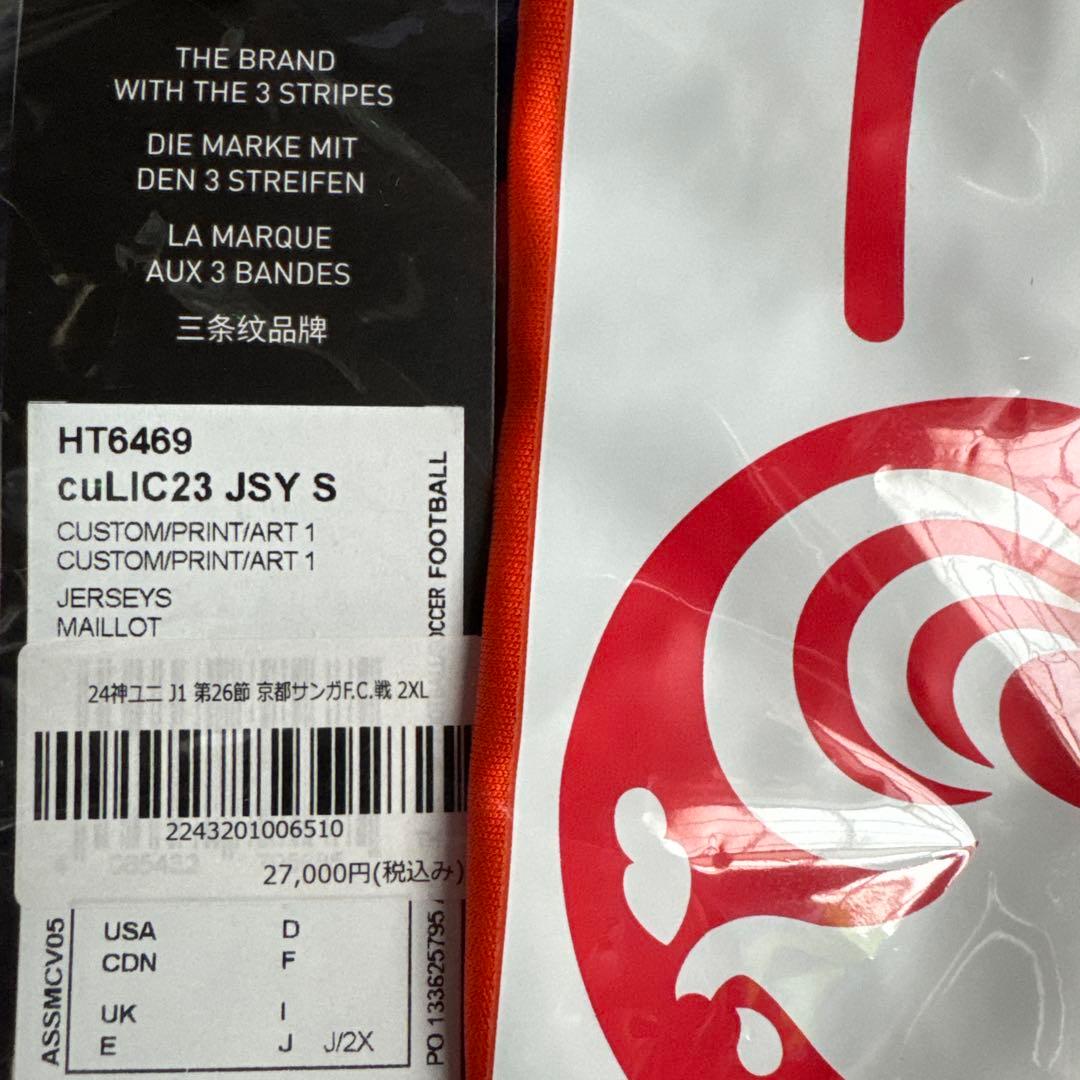 THE BRAND
WITH THE 3 STRIPES
DIE MARKE MIT
DEN 3 STREIFEN
LA MARQUE
AUX 3 BANDES
三条纹品牌
HT6469
cuLIC23 JSY S
CUSTOM/PRINT/ART 1
CUSTOM/PRINT/ART 1
JERSEYS
MAILLOT
FOOTBALL
24神ユニ J1 第26節 京都サンガF.C.戦 2XL
2243201006510
27,000円(税込み)
ASSMCV05
USA D
CDN F
UK I
E J J/2X
PO 133625795